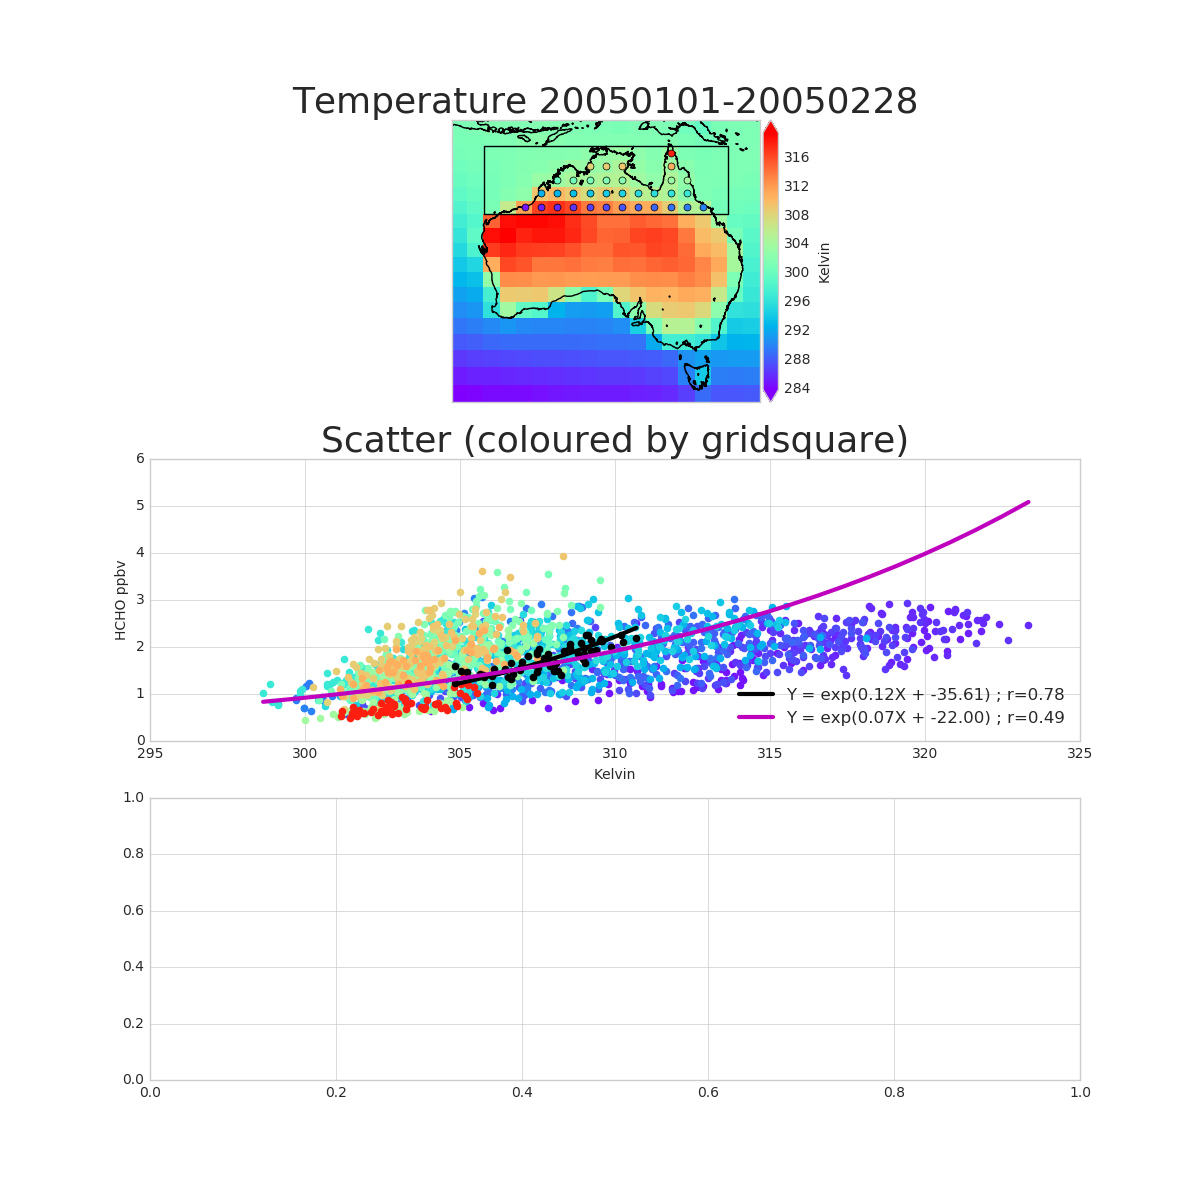 Temperature 20050101-20050228
316
312
308
304
300
296
292
288
284
Kelvin
Scatter (coloured by gridsquare)
6
5
4
3
2
1
0
HCHO ppbv
Y = exp(0.12X + -35.61) ; r=0.78
Y = exp(0.07X + -22.00) ; r=0.49
295 300 305 310 315 320 325
Kelvin
1.0
0.8
0.6
0.4
0.2
0.0
0.0 0.2 0.4 0.6 0.8 1.0